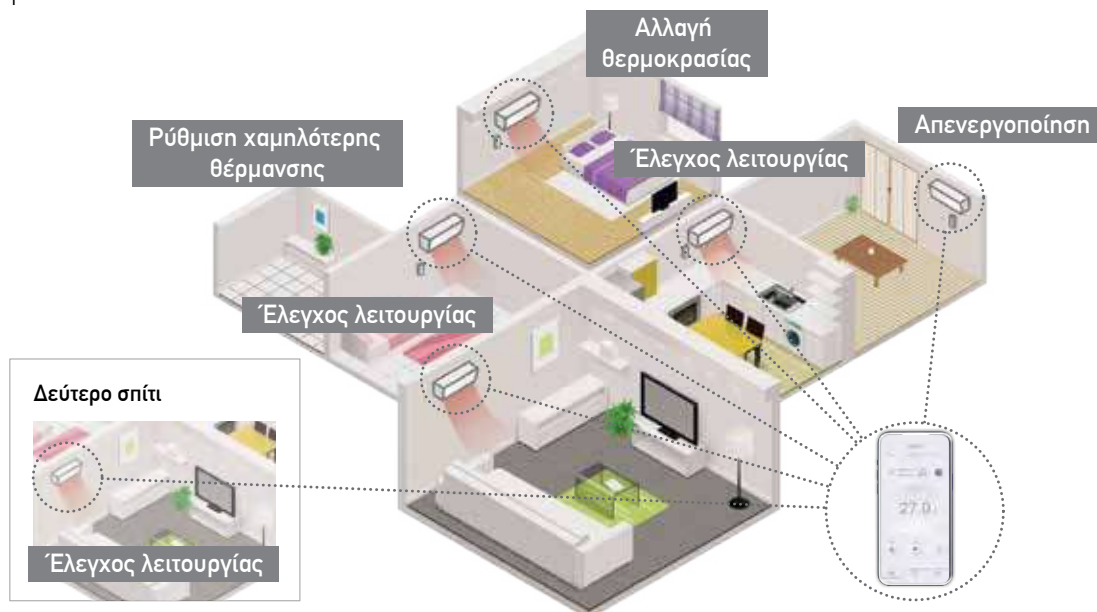 Αλλαγή
θερμοκρασίας
Απενεργοποίηση
Ρύθμιση χαμηλότερης
θέρμανσης
Έλεγχος λειτουργίας
Έλεγχος λειτουργίας
Δεύτερο σπίτι
Έλεγχος λειτουργίας
27.0